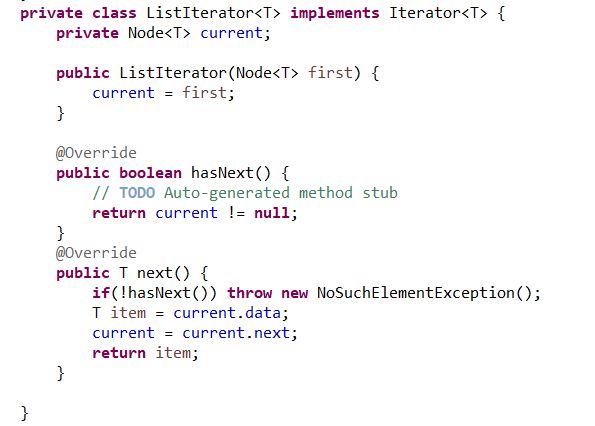 private class ListIterator<T> implements Iterator<T> {
private Node<T> current;
public ListIterator(Node<T> first) {
current = first;
}
@Override
public boolean hasNext() {
// TODO Auto-generated method stub
return current != null;
}
@Override
public T next() {
if(!hasNext()) throw new NoSuchElementException();
T item = current.data;
current = current.next;
return item;
}
}